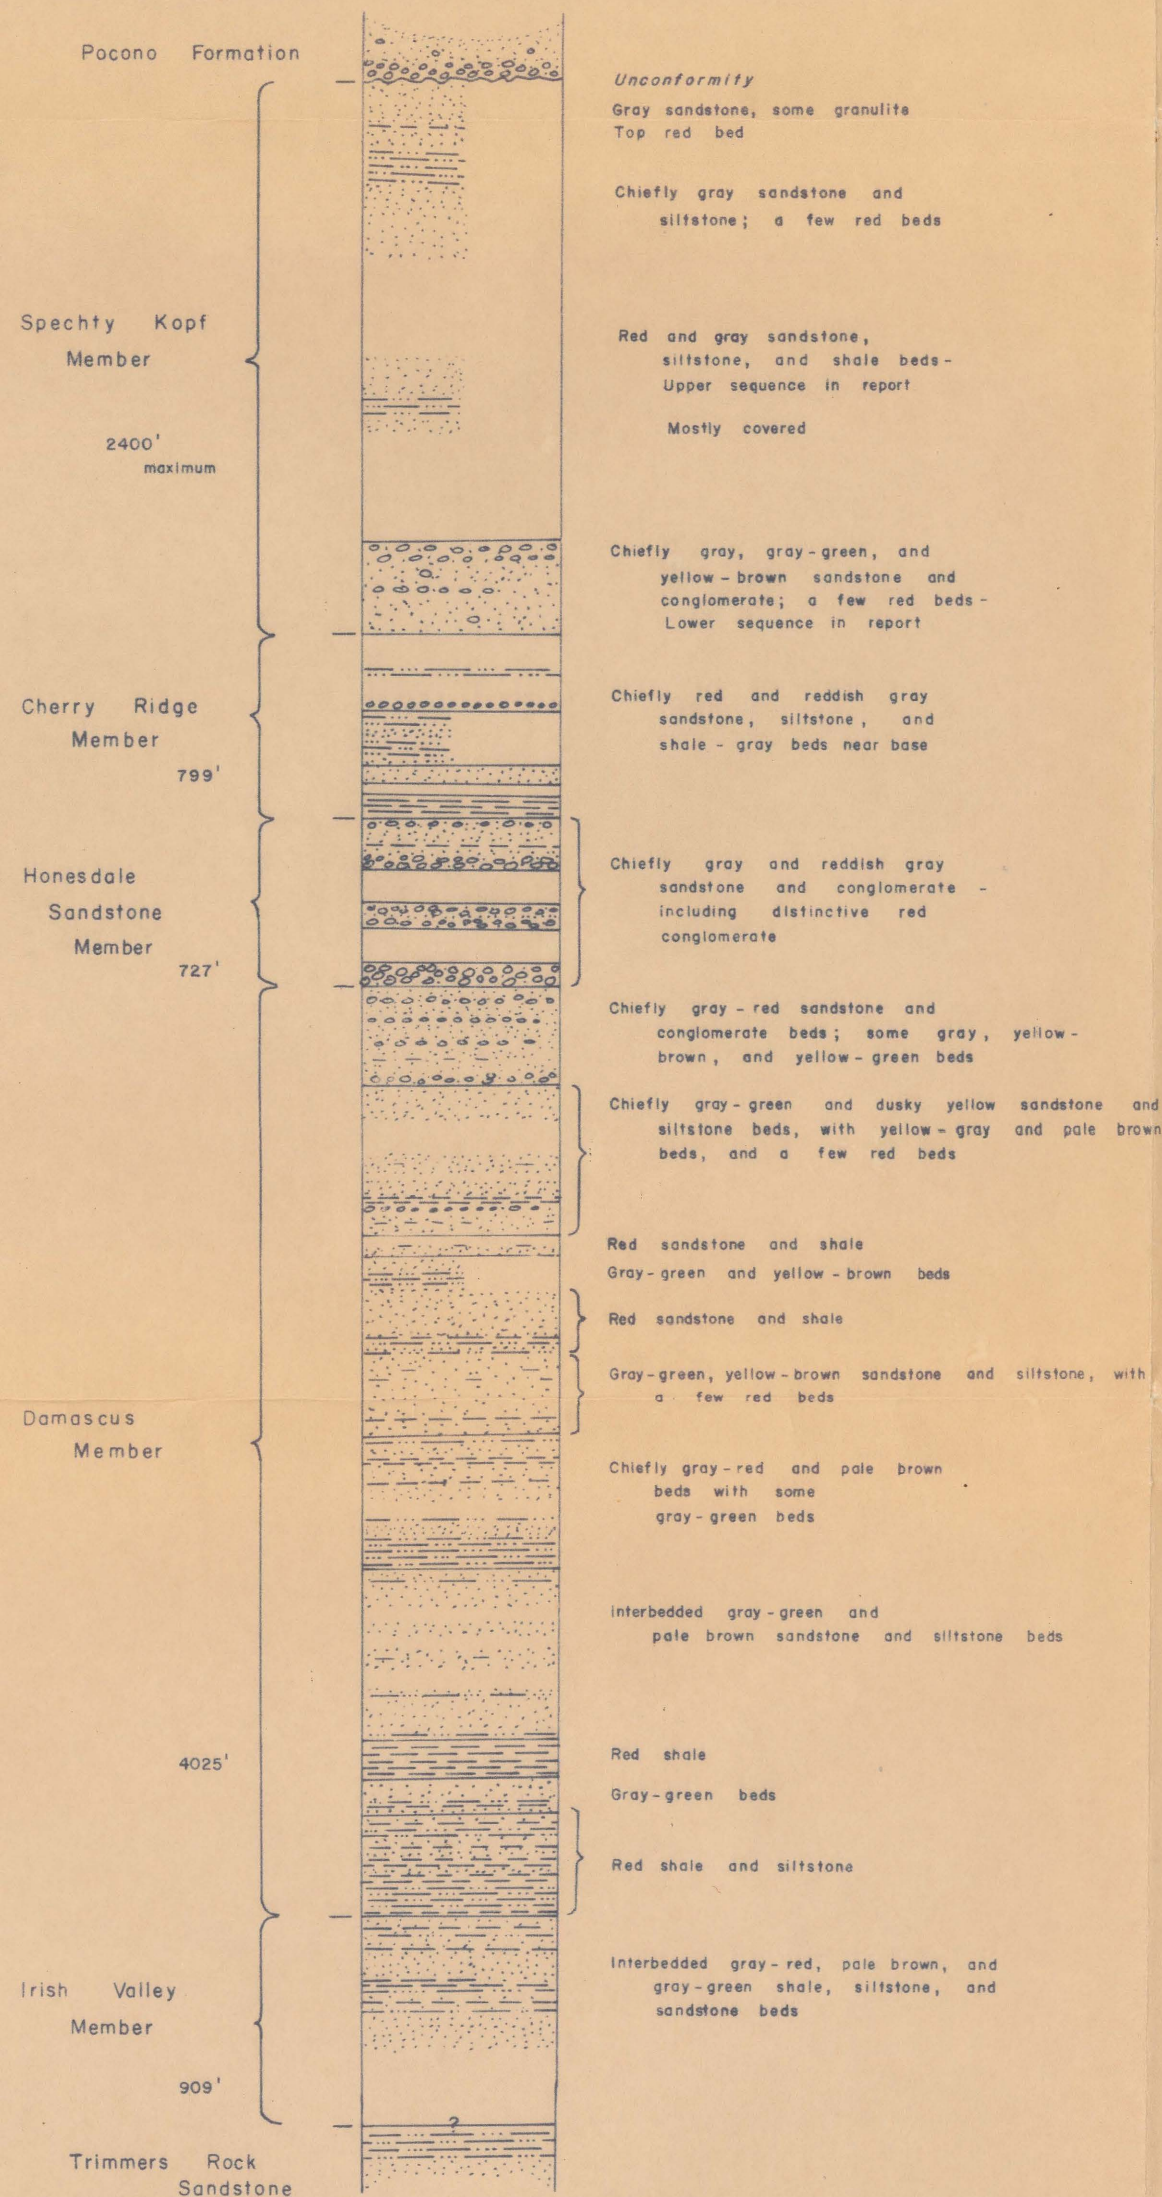 Pocono Formation
Unconformity
Gray sandstone, some granulite
Top red bed
Chiefly gray sandstone and
siltstone; a few red beds
Spechty Kopf
Member
2400'
maximum
Red and gray sandstone,
siltstone, and shale beds-
Upper sequence in report
Mostly covered
Chiefly gray, gray-green, and
yellow-brown sandstone and
conglomerate; a few red beds-
Lower sequence in report
Cherry Ridge
Member
799'
Chiefly red and reddish gray
sandstone, siltstone, and
shale - gray beds near base
Honesdale
Sandstone
Member
727'
Chiefly gray and reddish gray
sandstone and conglomerate -
including distinctive red
conglomerate
Chiefly gray-red sandstone and
conglomerate beds; some gray, yellow-
brown, and yellow-green beds
Chiefly gray-green and dusky yellow sandstone and
siltstone beds, with yellow-gray and pale brown
beds, and a few red beds
Red sandstone and shale
Gray-green and yellow-brown beds
Red sandstone and shale
Gray-green, yellow-brown sandstone and siltstone, with
a few red beds
Damascus
Member
4025'
Chiefly gray-red and pale brown
beds with some
gray-green beds
Interbedded gray-green and
pale brown sandstone and siltstone beds
Red shale
Gray-green beds
Red shale and siltstone
Irish Valley
Member
909'
Interbedded gray-red, pale brown, and
gray-green shale, siltstone, and
sandstone beds
?
Trimmers Rock
Sandstone